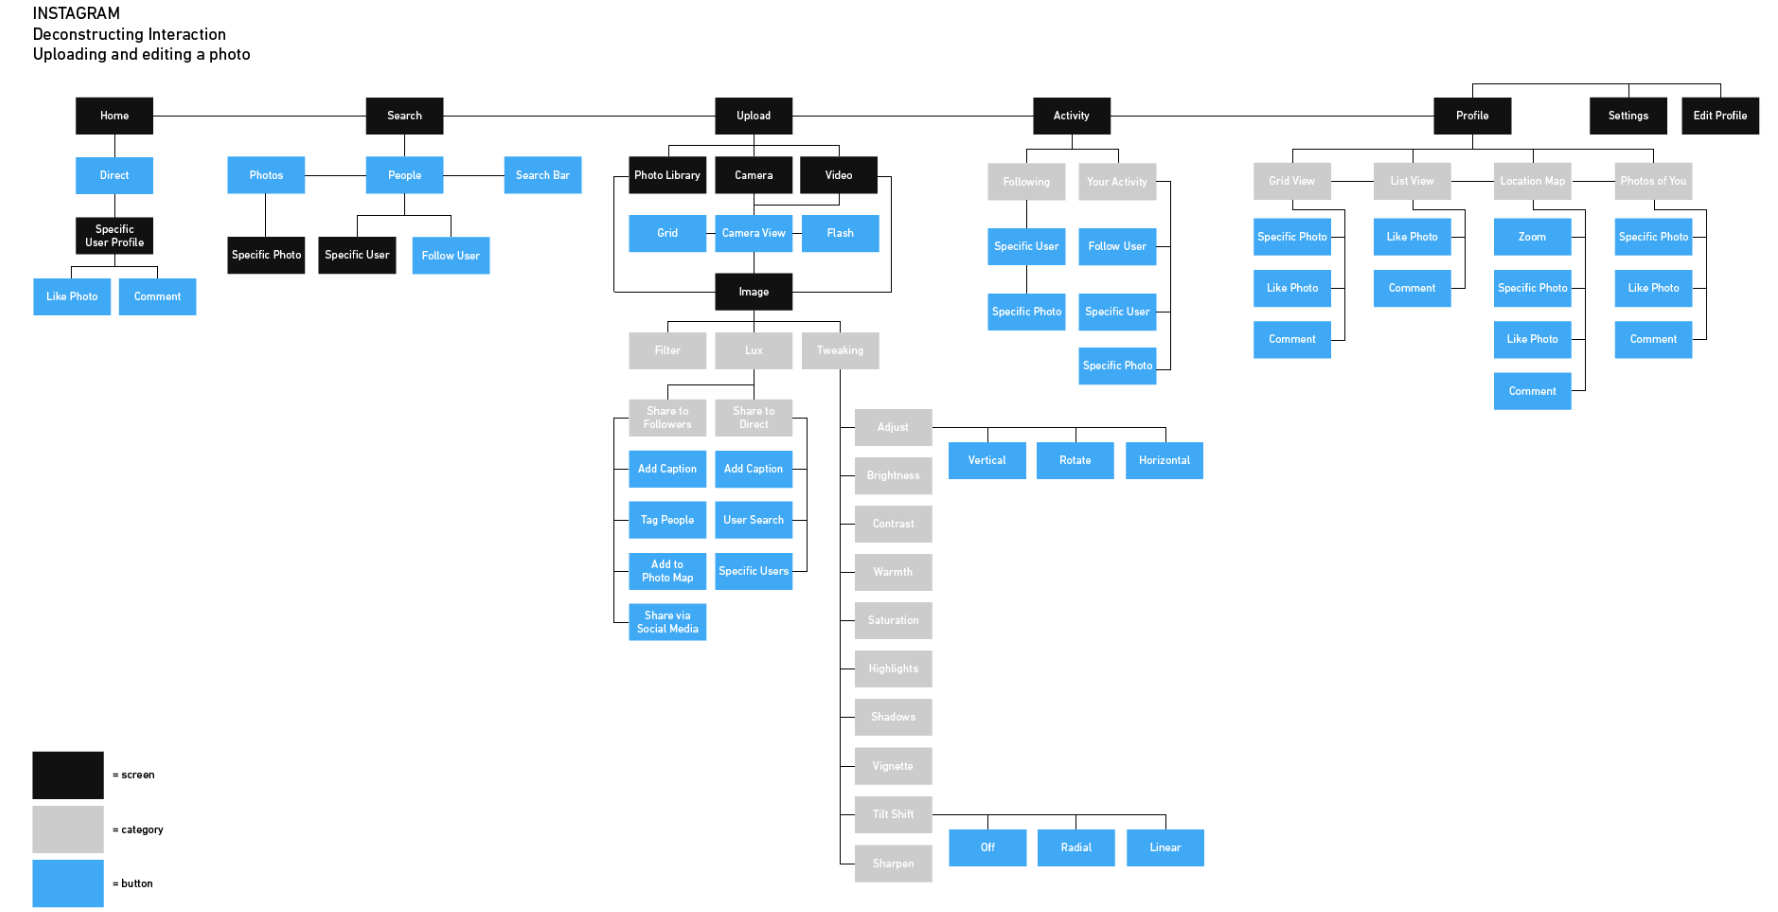 INSTAGRAM
Deconstructing Interaction
Uploading and editing a photo
Home
Search
Upload
Activity
Profile
Settings
Edit Profile
Direct
Specific
User Profile
Like Photo
Comment
Photos
People
Search Bar
Specific Photo
Specific User
Follow User
Photo Library
Camera
Video
Grid
Camera View
Flash
Image
Filter
Lux
Tweaking
Share to
Followers
Share to
Direct
Add Caption
Add Caption
Tag People
User Search
Add to
Photo Map
Specific Users
Share via
Social Media
Adjust
Vertical
Rotate
Horizontal
Brightness
Contrast
Warmth
Saturation
Highlights
Shadows
Vignette
Tilt Shift
Off
Radial
Linear
Sharpen
Following
Your Activity
Specific User
Follow User
Specific Photo
Specific User
Specific Photo
Grid View
List View
Location Map
Photos of You
Specific Photo
Like Photo
Zoom
Specific Photo
Like Photo
Comment
Specific Photo
Like Photo
Comment
Like Photo
Comment
Comment
= screen
= category
= button